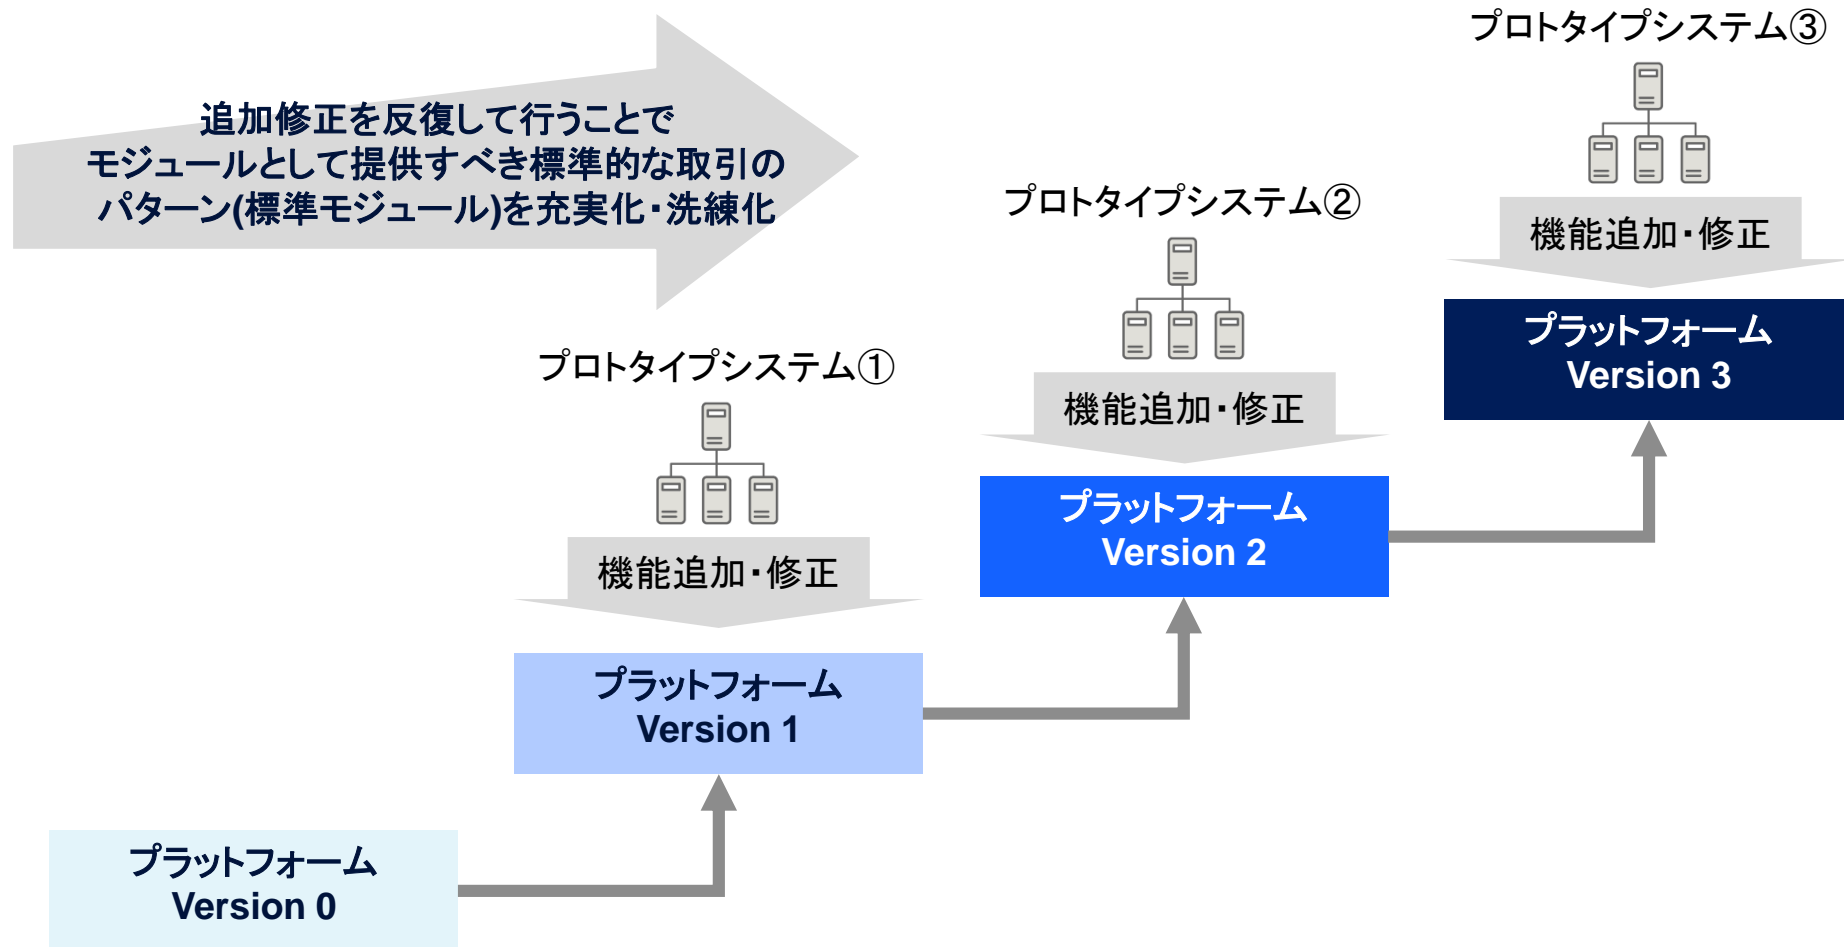 追加修正を反復して行うことで
モジュールとして提供すべき標準的な取引の
パターン(標準モジュール)を充実化・洗練化
プロトタイプシステム③
機能追加・修正
プラットフォーム
Version 3
プロトタイプシステム②
機能追加・修正
プラットフォーム
Version 2
プロトタイプシステム①
機能追加・修正
プラットフォーム
Version 1
プラットフォーム
Version 0